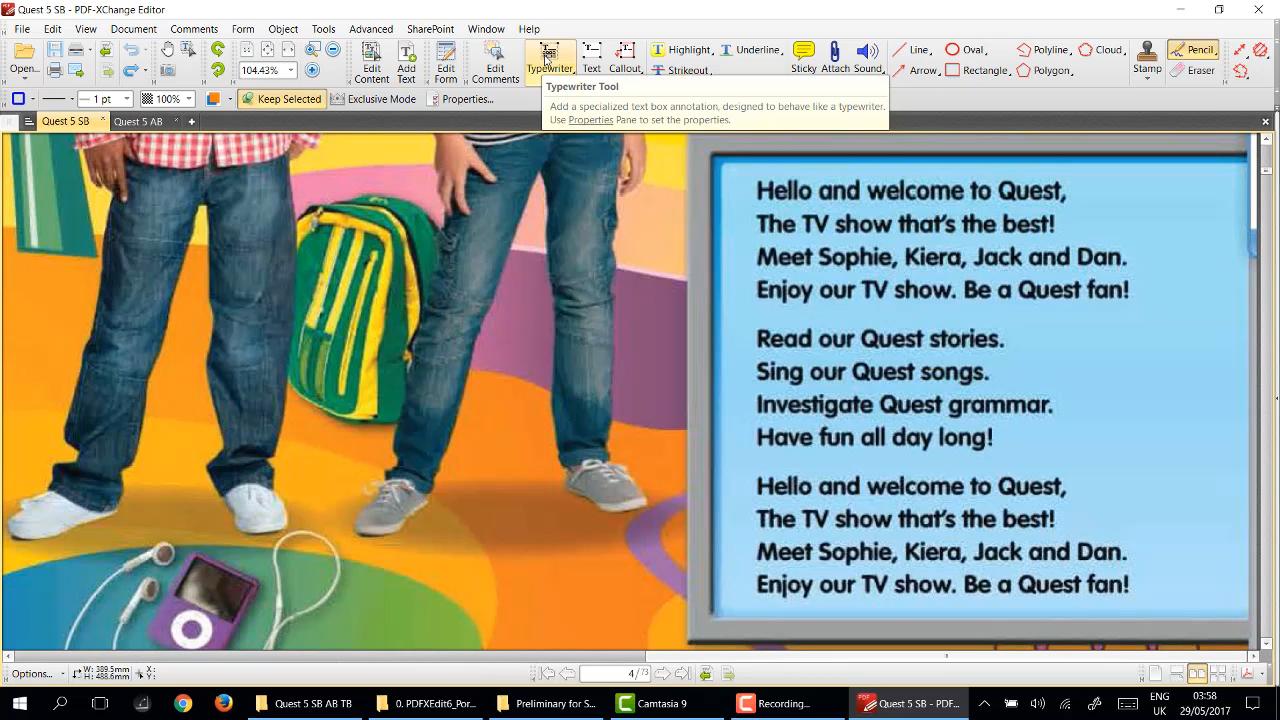 Quest 5 SB - PDF-XChange Editor
File Edit View Document Comments Form Object Tools Advanced SharePoint Window Help
Open... 104.43% Edit Content Add Text Edit Form Edit Comments Typewriter Text Callout Highlight Underline Strikeout Sticky Attach Sound Line Oval Polyline Cloud Arrow Rectangle Polygon Stamp Pencil Eraser
1 pt 100% Keep Selected Exclusive Mode Properties...
Typewriter Tool
Add a specialized text box annotation, designed to behave like a typewriter.
Use Properties Pane to set the properties.
Quest 5 SB Quest 5 AB
Hello and welcome to Quest,
The TV show that's the best!
Meet Sophie, Kiera, Jack and Dan.
Enjoy our TV show. Be a Quest fan!
Read our Quest stories.
Sing our Quest songs.
Investigate Quest grammar.
Have fun all day long!
Hello and welcome to Quest,
The TV show that's the best!
Meet Sophie, Kiera, Jack and Dan.
Enjoy our TV show. Be a Quest fan!
Options... W: 389.5mm H: 488.6mm X: Y: 4/73
Quest 5 SB AB TB 0.PDFXEdit6_Por... Preliminary for S... Camtasia 9 Recording... Quest 5 SB - PDF... ENG UK 03:58 29/05/2017